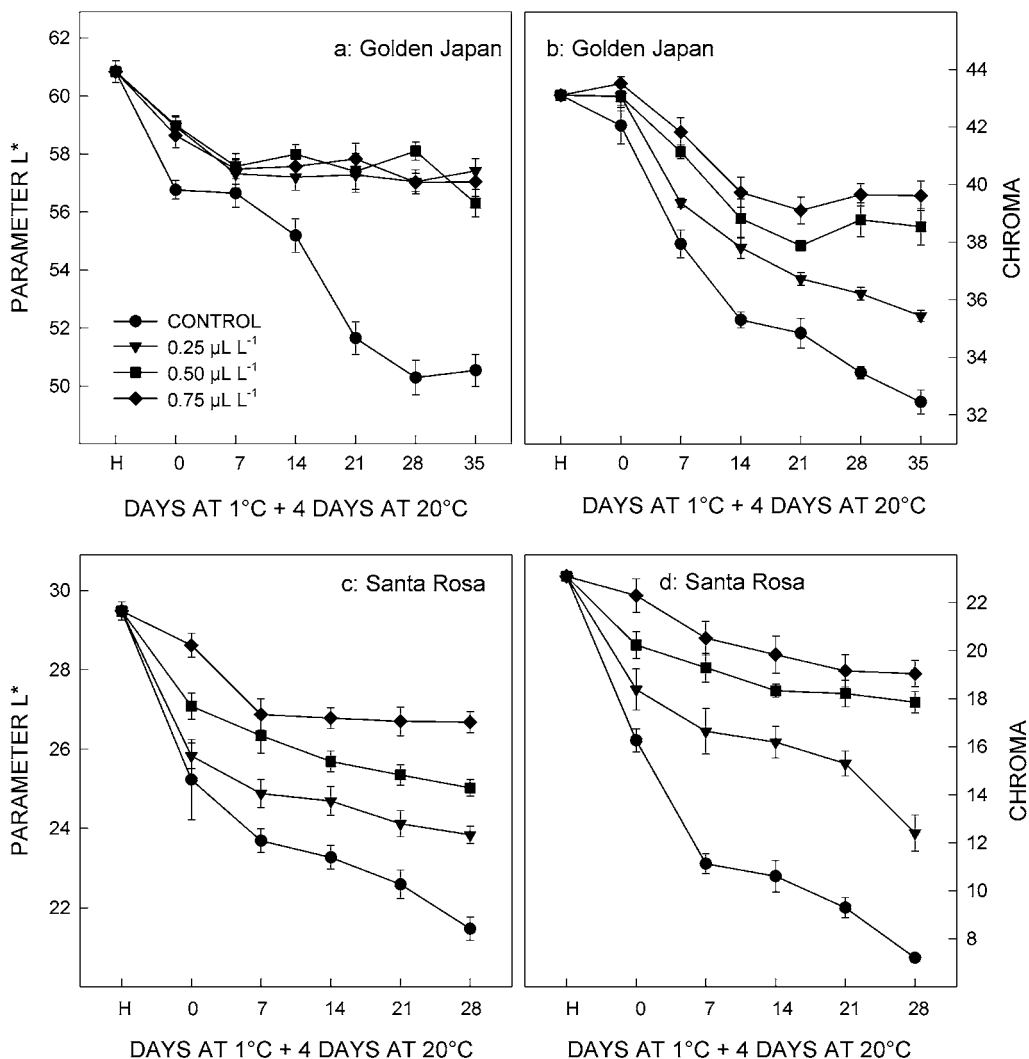 a: Golden Japan
62
60
58
56
54
52
50
PARAMETER L*
CONTROL
0.25 µL L⁻¹
0.50 µL L⁻¹
0.75 µL L⁻¹
H 0 7 14 21 28 35
DAYS AT 1°C + 4 DAYS AT 20°C
b: Golden Japan
44
42
40
38
36
34
32
CHROMA
H 0 7 14 21 28 35
DAYS AT 1°C + 4 DAYS AT 20°C
c: Santa Rosa
30
28
26
24
22
PARAMETER L*
H 0 7 14 21 28
DAYS AT 1°C + 4 DAYS AT 20°C
d: Santa Rosa
22
20
18
16
14
12
10
8
CHROMA
H 0 7 14 21 28
DAYS AT 1°C + 4 DAYS AT 20°C